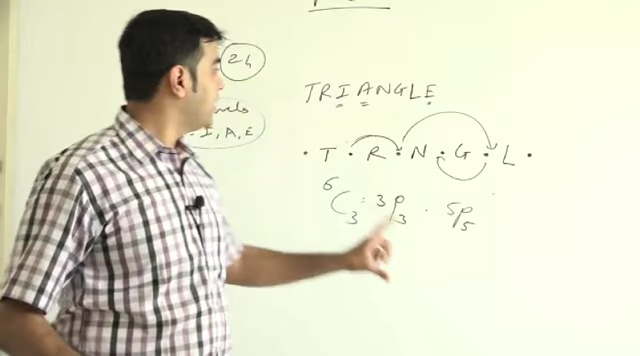 24
I, A, E
TRIANGLE
• T • R • N • G • L •
⁶C₃ · ³P₃ · ⁵P₅